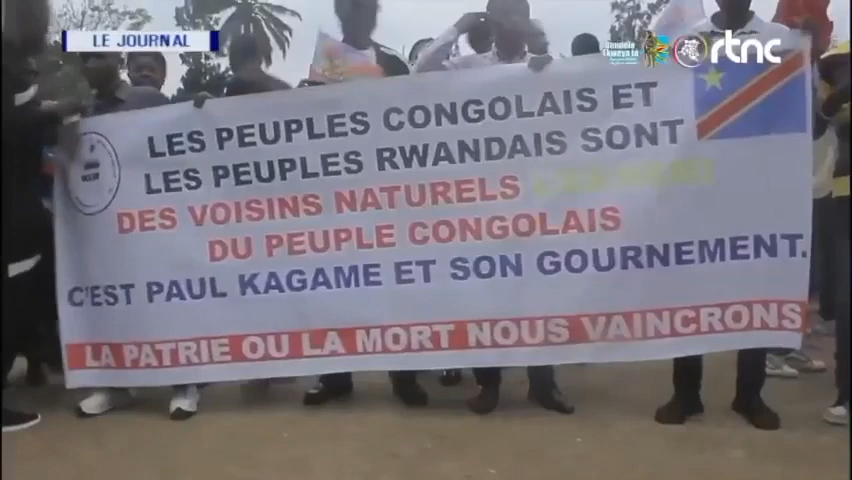 LE JOURNAL
rtnc
LES PEUPLES CONGOLAIS ET
LES PEUPLES RWANDAIS SONT
DES VOISINS NATURELS
DU PEUPLE CONGOLAIS
C'EST PAUL KAGAME ET SON GOURNEMENT.
LA PATRIE OU LA MORT NOUS VAINCRONS